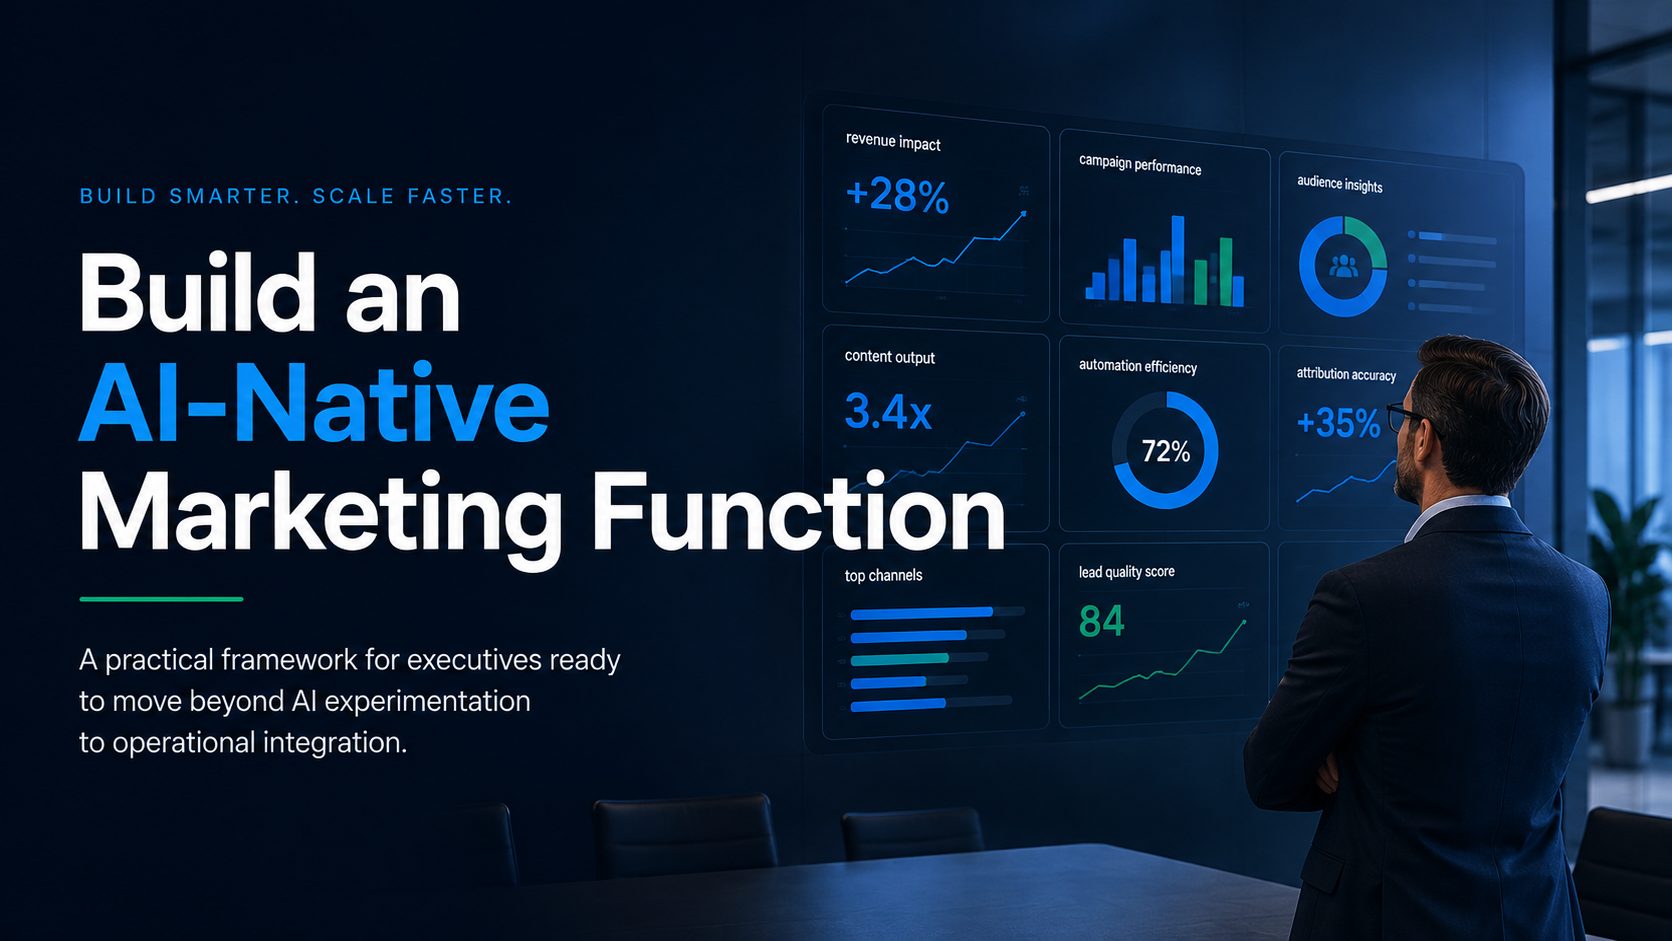 BUILD SMARTER. SCALE FASTER.
Build an
AI-Native
Marketing Function
A practical framework for executives ready
to move beyond AI experimentation
to operational integration.
revenue impact
+28%
campaign performance
audience insights
content output
3.4x
automation efficiency
72%
attribution accuracy
+35%
top channels
lead quality score
84